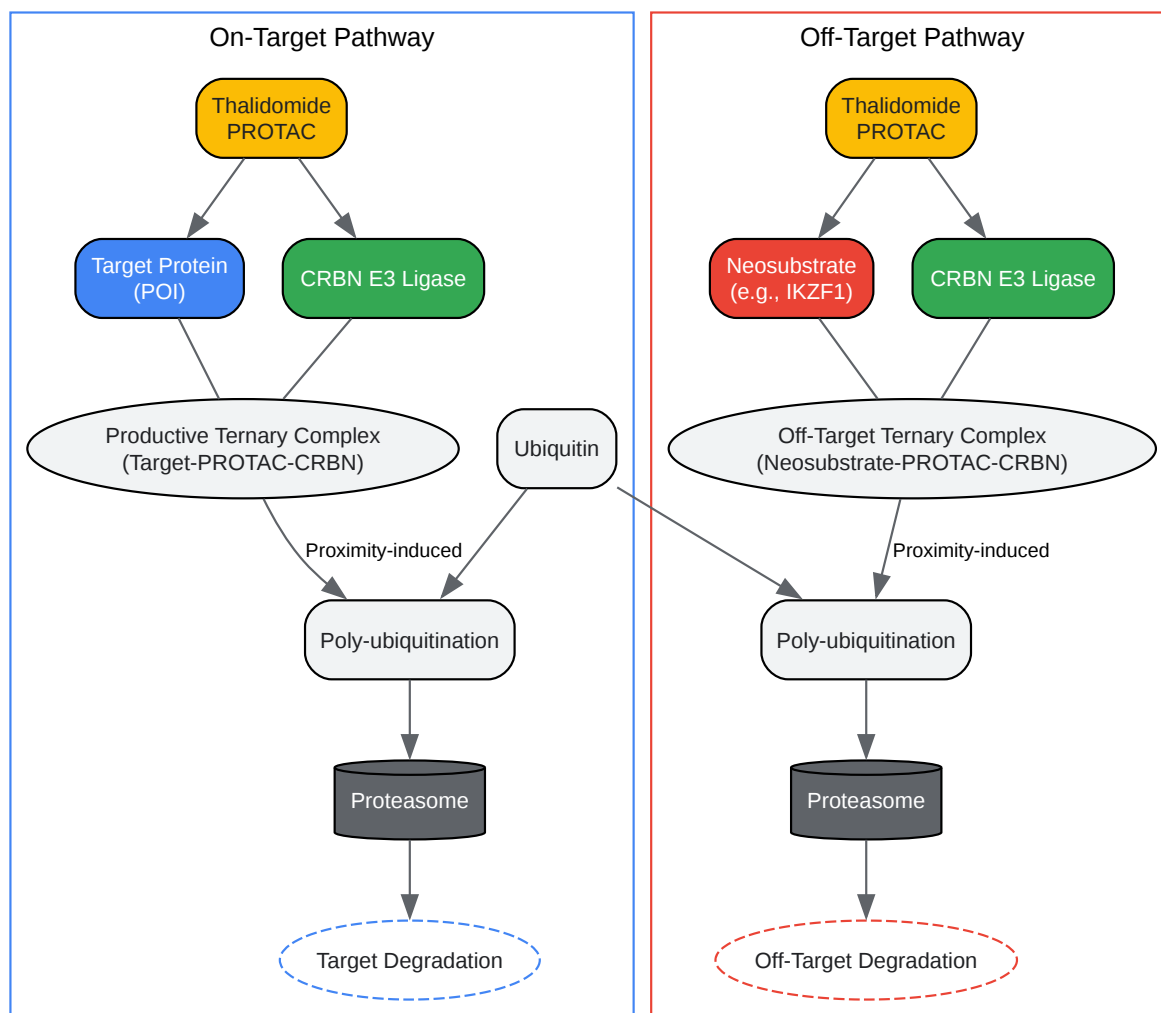 On-Target Pathway
Thalidomide
PROTAC
Target Protein
(POI)
CRBN E3 Ligase
Productive Ternary Complex
(Target-PROTAC-CRBN)
Ubiquitin
Proximity-induced
Poly-ubiquitination
Proteasome
Target Degradation
Off-Target Pathway
Thalidomide
PROTAC
Neosubstrate
(e.g., IKZF1)
CRBN E3 Ligase
Off-Target Ternary Complex
(Neosubstrate-PROTAC-CRBN)
Proximity-induced
Poly-ubiquitination
Proteasome
Off-Target Degradation